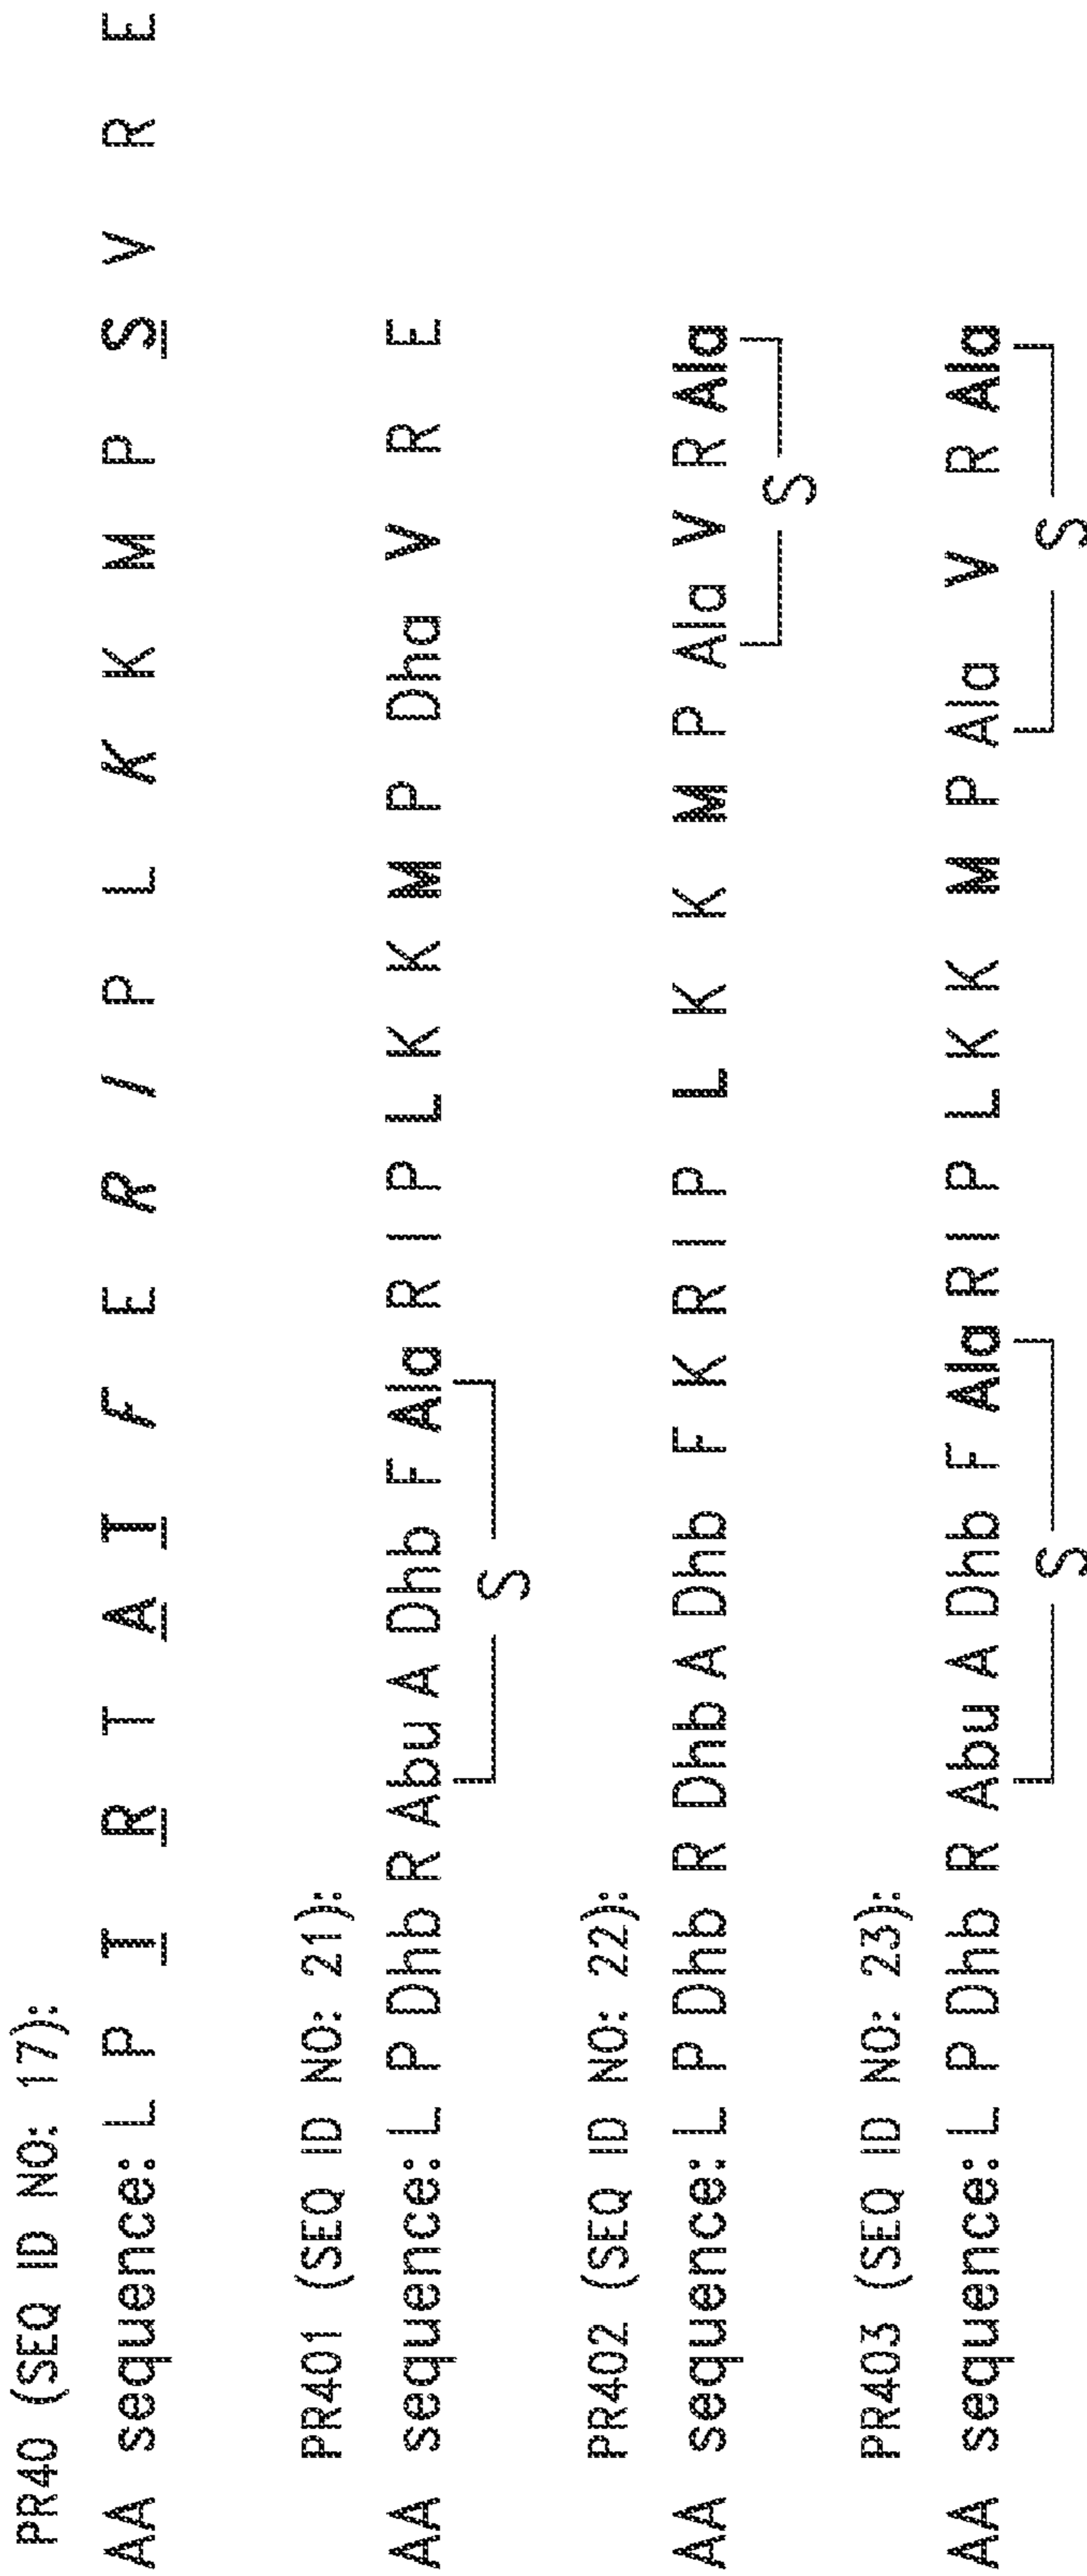 PR40 (SEQ ID NO: 17):
AA sequence: L P I R T A I F E R / P L K K M P S V R E
PR401 (SEQ ID NO: 21):
AA sequence: L P Dhb R Abu A Dhb F Ala R I P L K K M P Dha V R E
S
PR402 (SEQ ID NO: 22):
AA sequence: L P Dhb R Dhb A Dhb F K R I P L K K M P Ala V R Ala
S
PR403 (SEQ ID NO: 23):
AA sequence: L P Dhb R Abu A Dhb F Ala R I P L K K M P Ala V R Ala
S S